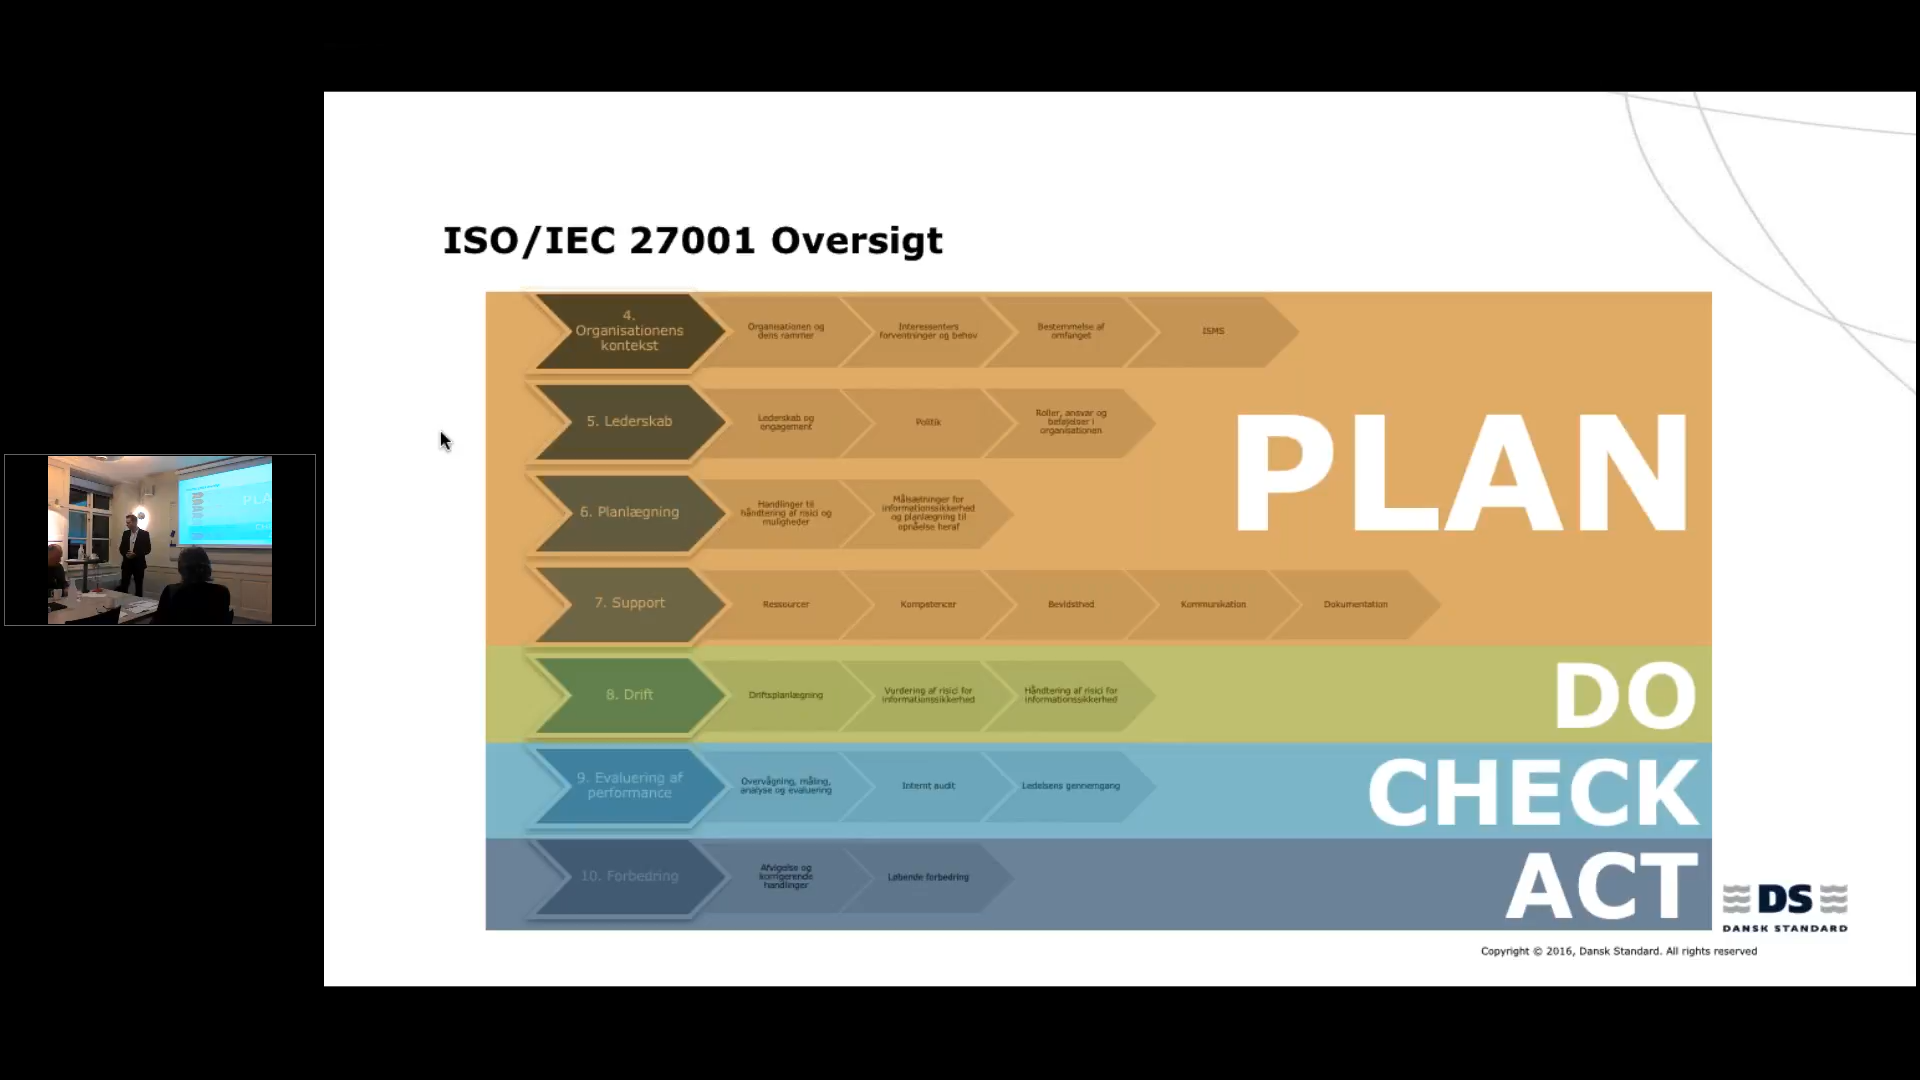 ISO/IEC 27001 Oversigt
4.
Organisationens
kontekst
Organisationen og
dens rammer
Interessenters
forventninger og behov
Bestemmelse af
omfanget
ISMS
5. Lederskab
Lederskab og
engagement
Politik
Roller, ansvar og
beføjelser i
organisationen
6. Planlægning
Handlinger til
håndtering af risici og
muligheder
Målsætninger for
informationssikkerhed
og planlægning til
opnåelse heraf
PLAN
7. Support
Ressourcer
Kompetencer
Bevidsthed
Kommunikation
Dokumentation
8. Drift
Driftsplanlægning
Vurdering af risici for
informationssikkerhed
Håndtering af risici for
informationssikkerhed
DO
9. Evaluering af
performance
Overvågning, måling,
analyse og evaluering
Internt audit
Ledelsens gennemgang
CHECK
10. Forbedring
Afvigelse og
korrigerende
handlinger
Løbende forbedring
ACT
DS
DANSK STANDARD
Copyright © 2016, Dansk Standard. All rights reserved